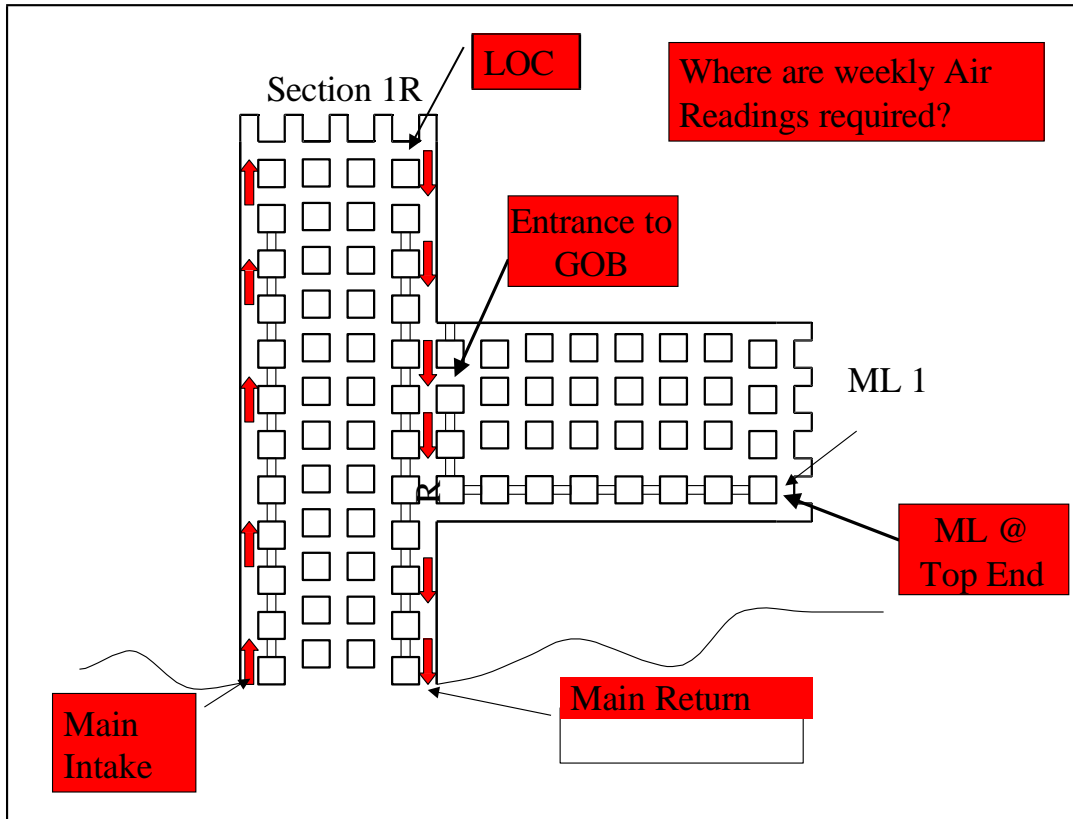 LOC
Where are weekly Air
Readings required?
Section 1R
Entrance to
GOB
ML 1
R
ML @
Top End
Main Return
Main
Intake